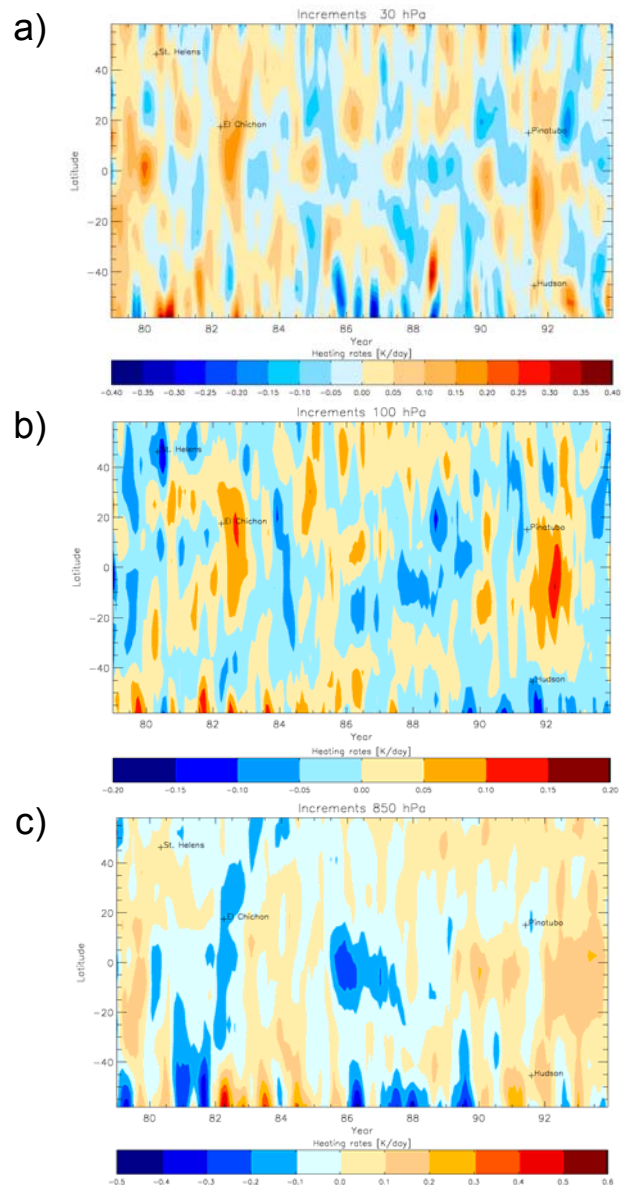 a)
Increments 30 hPa
Latitude
40
20
0
−20
−40
St. Helens
El Chichon
Pinatubo
Hudson
80 82 84 86 88 90 92
Year
Heating rates [K/day]
−0.40 −0.35 −0.30 −0.25 −0.20 −0.15 −0.10 −0.05 0.00 0.05 0.10 0.15 0.20 0.25 0.30 0.35 0.40
b)
Increments 100 hPa
Latitude
40
20
0
−20
−40
St. Helens
El Chichon
Pinatubo
Hudson
80 82 84 86 88 90 92
Year
Heating rates [K/day]
−0.20 −0.15 −0.10 −0.05 0.00 0.05 0.10 0.15 0.20
c)
Increments 850 hPa
Latitude
40
20
0
−20
−40
St. Helens
El Chichon
Pinatubo
Hudson
80 82 84 86 88 90 92
Year
Heating rates [K/day]
−0.5 −0.4 −0.3 −0.2 −0.1 0.0 0.1 0.2 0.3 0.4 0.5 0.6